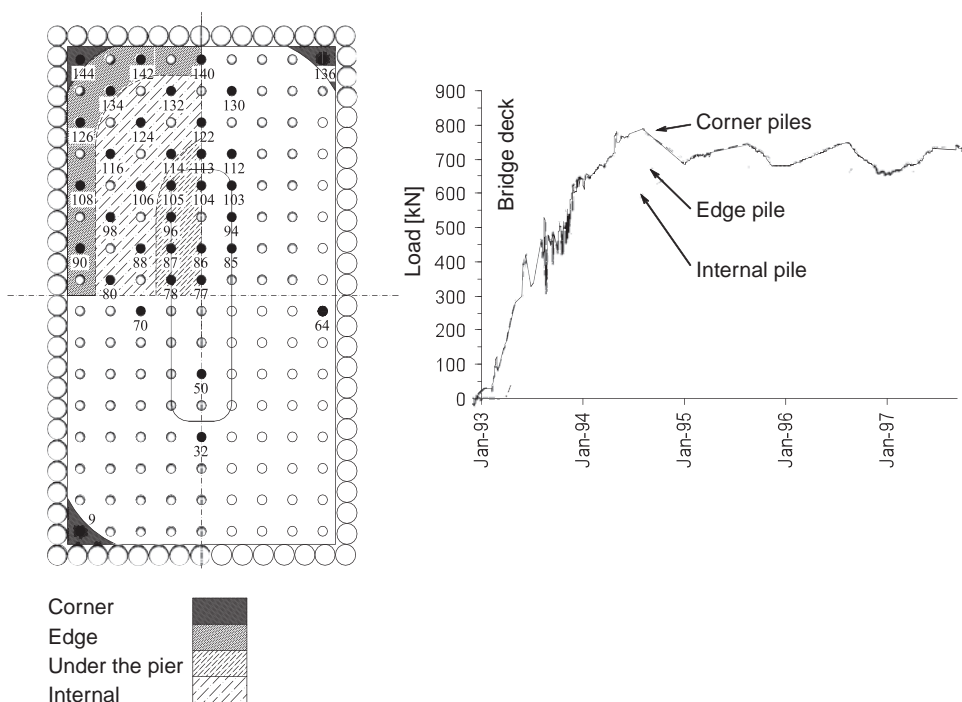 144 142 140 136
134 132 130
126 124 122
116 114 113 112
108 106 105 104 103
98 96 94
90 88 87 86 85
80 78 77
70 64
50
32
9
Corner
Edge
Under the pier
Internal
900
800
700
600
500
400
300
200
100
0
Load [kN]
Bridge deck
Corner piles
Edge pile
Internal pile
Jan-93
Jan-94
Jan-95
Jan-96
Jan-97